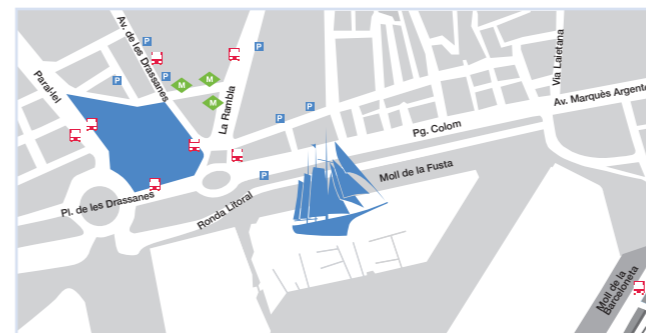 Av. de les Drassanes
P
P
P
P
M
M
M
Paral·lel
La Rambla
Via Laietana
Av. Marquès Argente
P
P
Pg. Colom
Moll de la Fusta
P
Pl. de les Drassanes
Ronda Litoral
Moll de la
Barceloneta